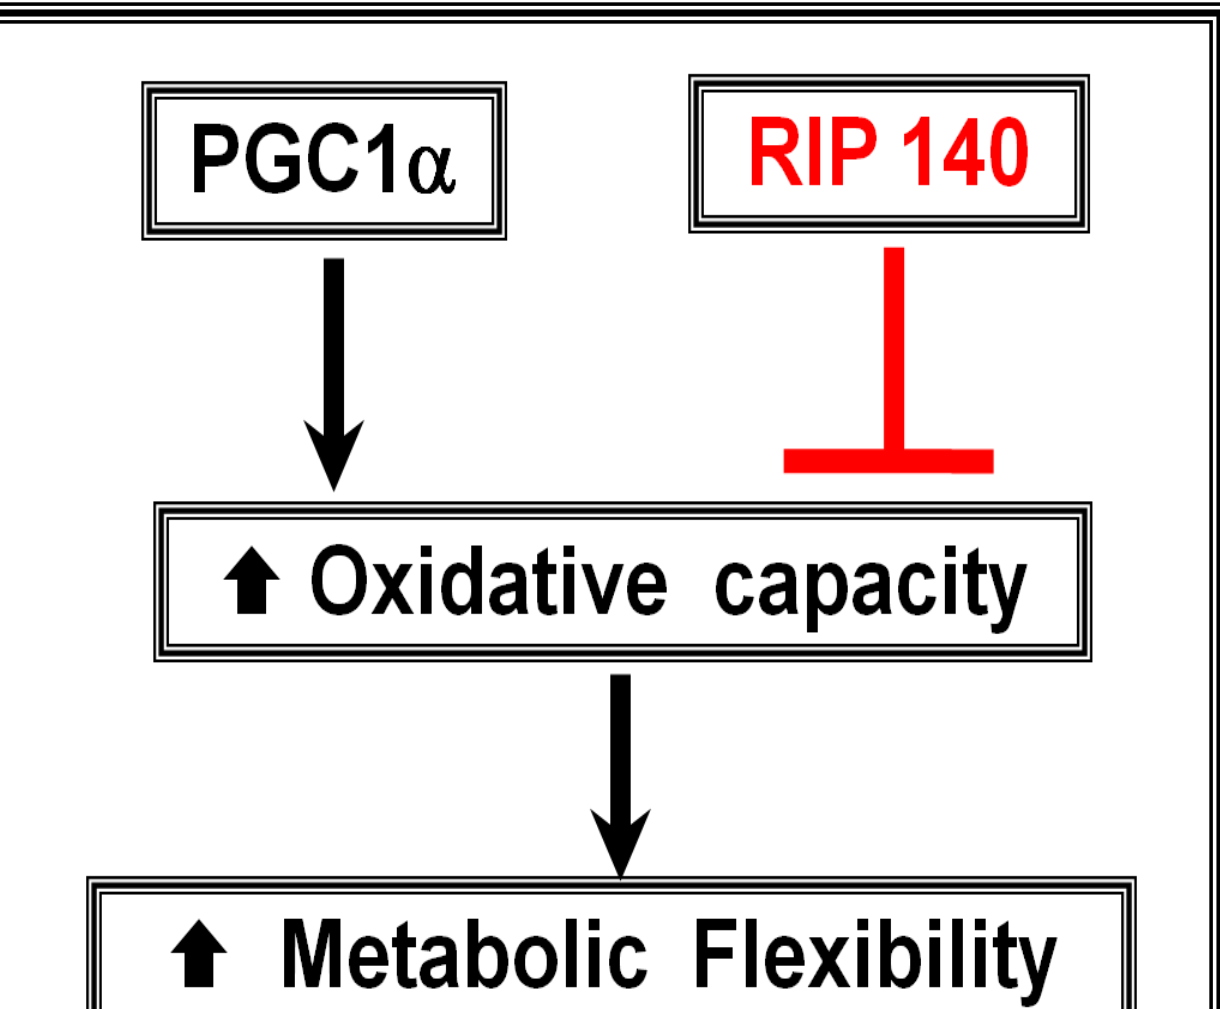 PGC1α
RIP 140
⬆ Oxidative capacity
⬆ Metabolic Flexibility